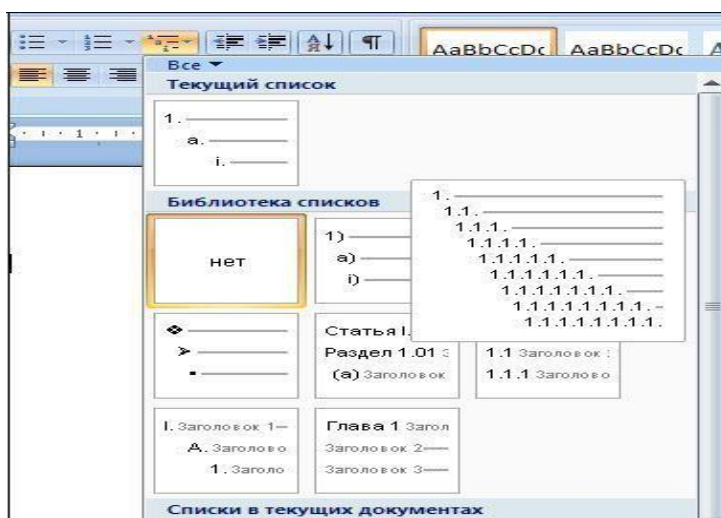 АаBbCcDc АаBbCcDc
Все
Текущий список
1.
a.
i.
Библиотека списков
нет
1)
a)
i)
1.
1.1.
1.1.1.
1.1.1.1.
1.1.1.1.1.
1.1.1.1.1.1.
1.1.1.1.1.1.1.
1.1.1.1.1.1.1.1.
1.1.1.1.1.1.1.1.1.
Статья I.
Раздел 1.01
(a) Заголовок
1.1 Заголовок
1.1.1 Заголово
I. Заголовок 1
A. Заголово
1. Загол
Глава 1 Загол
Заголовок 2
Заголовок 3
Списки в текущих документах